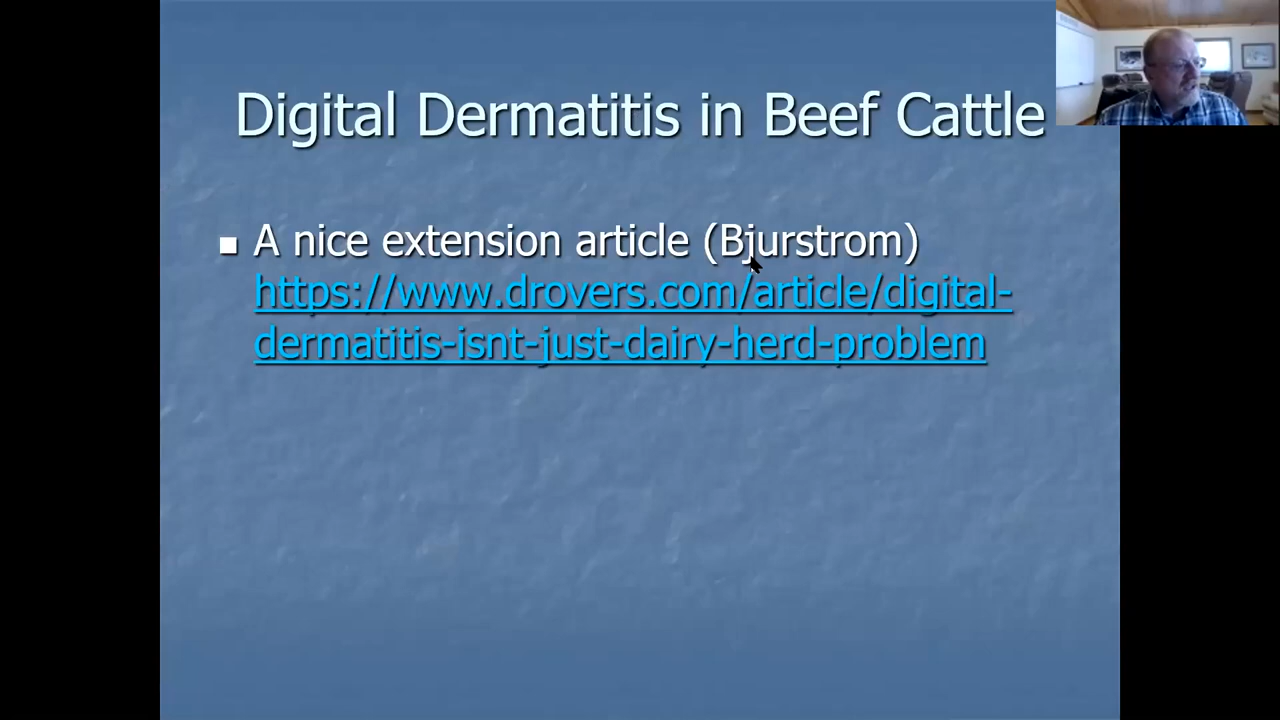 Digital Dermatitis in Beef Cattle
A nice extension article (Bjurstrom)
https://www.drovers.com/article/digital-
dermatitis-isnt-just-dairy-herd-problem